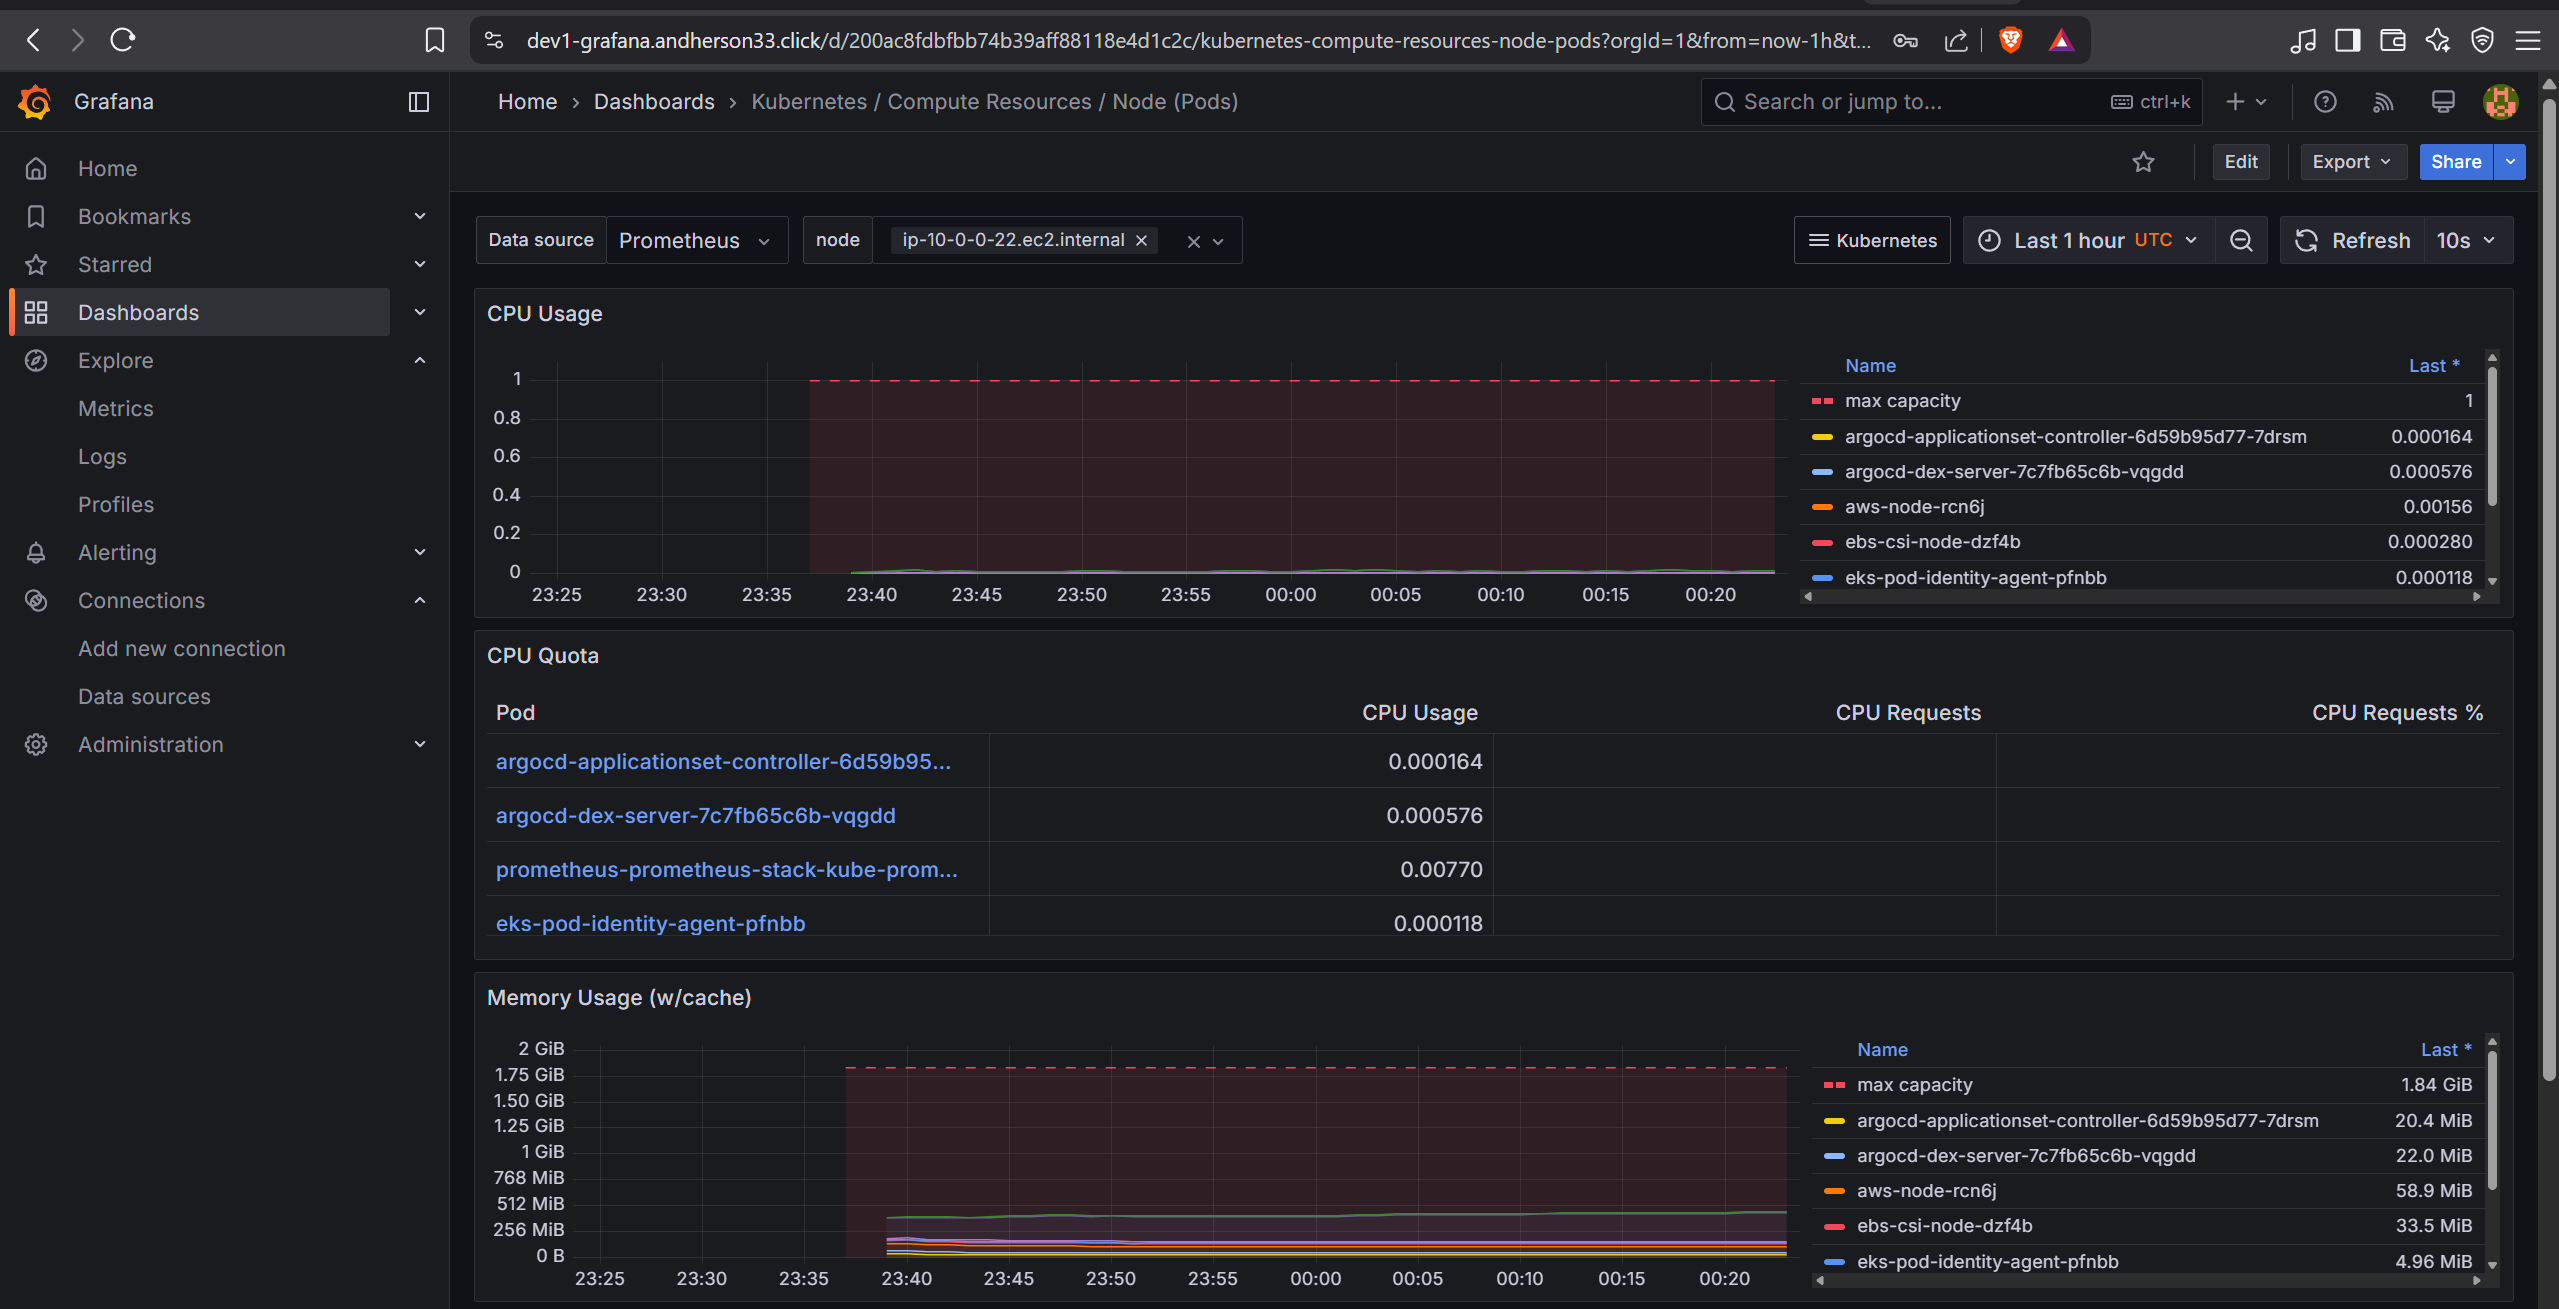 dev1-grafana.andherson33.click/d/200ac8fdbfbb74b39aff88118e4d1c2c/kubernetes-compute-resources-node-pods?orgId=1&from=now-1h&t...
Grafana
Home › Dashboards › Kubernetes / Compute Resources / Node (Pods)
Search or jump to...
ctrl+k
Home
Bookmarks
Starred
Dashboards
Explore
Metrics
Logs
Profiles
Alerting
Connections
Add new connection
Data sources
Administration
Edit
Export
Share
Data source
Prometheus
node
ip-10-0-0-22.ec2.internal
Kubernetes
Last 1 hour UTC
Refresh
10s
CPU Usage
1
0.8
0.6
0.4
0.2
0
23:25 23:30 23:35 23:40 23:45 23:50 23:55 00:00 00:05 00:10 00:15 00:20
Name Last *
max capacity 1
argocd-applicationset-controller-6d59b95d77-7drsm 0.000164
argocd-dex-server-7c7fb65c6b-vqgdd 0.000576
aws-node-rcn6j 0.00156
ebs-csi-node-dzf4b 0.000280
eks-pod-identity-agent-pfnbb 0.000118
CPU Quota
Pod CPU Usage CPU Requests CPU Requests %
argocd-applicationset-controller-6d59b95... 0.000164
argocd-dex-server-7c7fb65c6b-vqgdd 0.000576
prometheus-prometheus-stack-kube-prom... 0.00770
eks-pod-identity-agent-pfnbb 0.000118
Memory Usage (w/cache)
2 GiB
1.75 GiB
1.50 GiB
1.25 GiB
1 GiB
768 MiB
512 MiB
256 MiB
0 B
23:25 23:30 23:35 23:40 23:45 23:50 23:55 00:00 00:05 00:10 00:15 00:20
Name Last *
max capacity 1.84 GiB
argocd-applicationset-controller-6d59b95d77-7drsm 20.4 MiB
argocd-dex-server-7c7fb65c6b-vqgdd 22.0 MiB
aws-node-rcn6j 58.9 MiB
ebs-csi-node-dzf4b 33.5 MiB
eks-pod-identity-agent-pfnbb 4.96 MiB